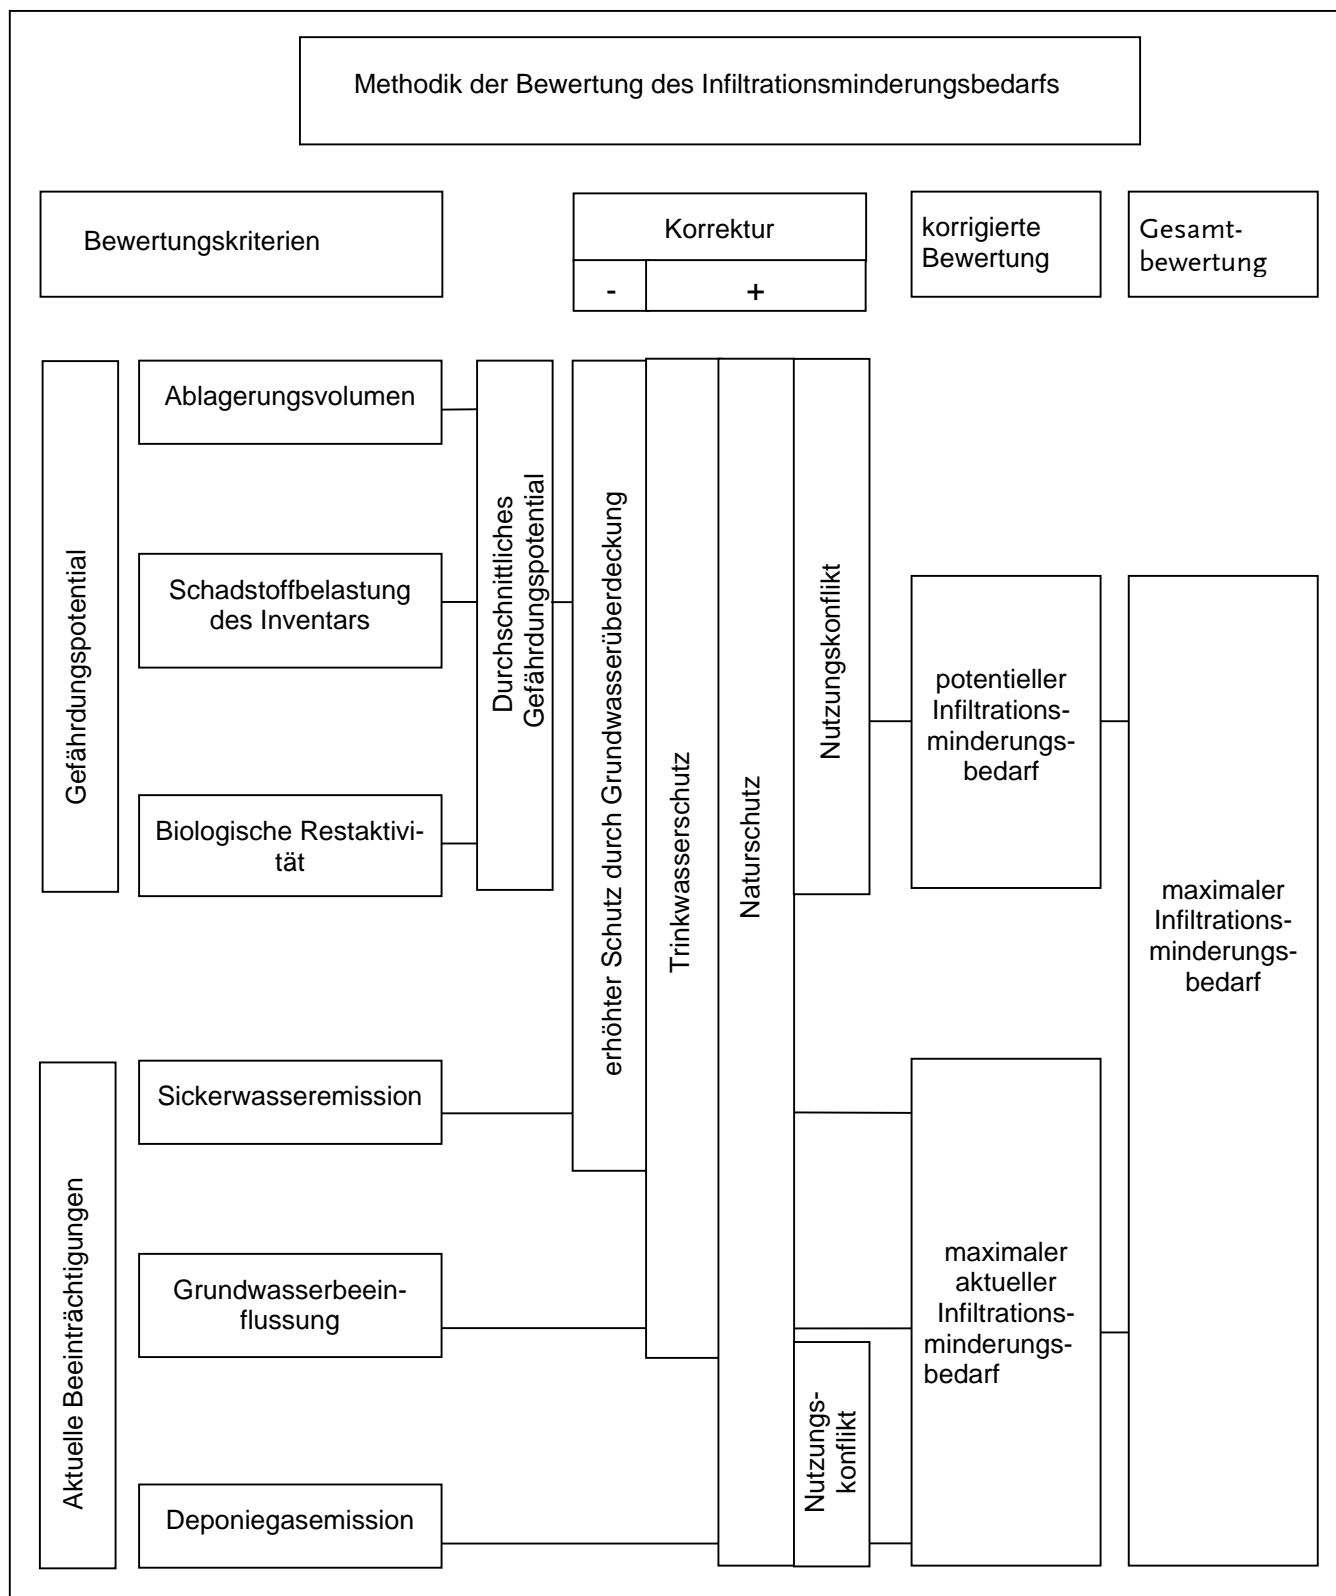 Methodik der Bewertung des Infiltrationsminderungsbedarfs
Bewertungskriterien
Korrektur
-
+
korrigierte
Bewertung
Gesamt-
bewertung
Gefährdungspotential
Ablagerungsvolumen
Schadstoffbelastung
des Inventars
Biologische Restaktivi-
tät
Durchschnittliches
Gefährdungspotential
erhöhter Schutz durch Grundwasserüberdeckung
Trinkwasserschutz
Naturschutz
Nutzungskonflikt
potentieller
Infiltrations-
minderungs-
bedarf
maximaler
Infiltrations-
minderungs-
bedarf
Aktuelle Beeinträchtigungen
Sickerwasseremission
Grundwasserbeein-
flussung
Deponiegasemission
Nutzungs-
konflikt
maximaler
aktueller
Infiltrations-
minderungs-
bedarf